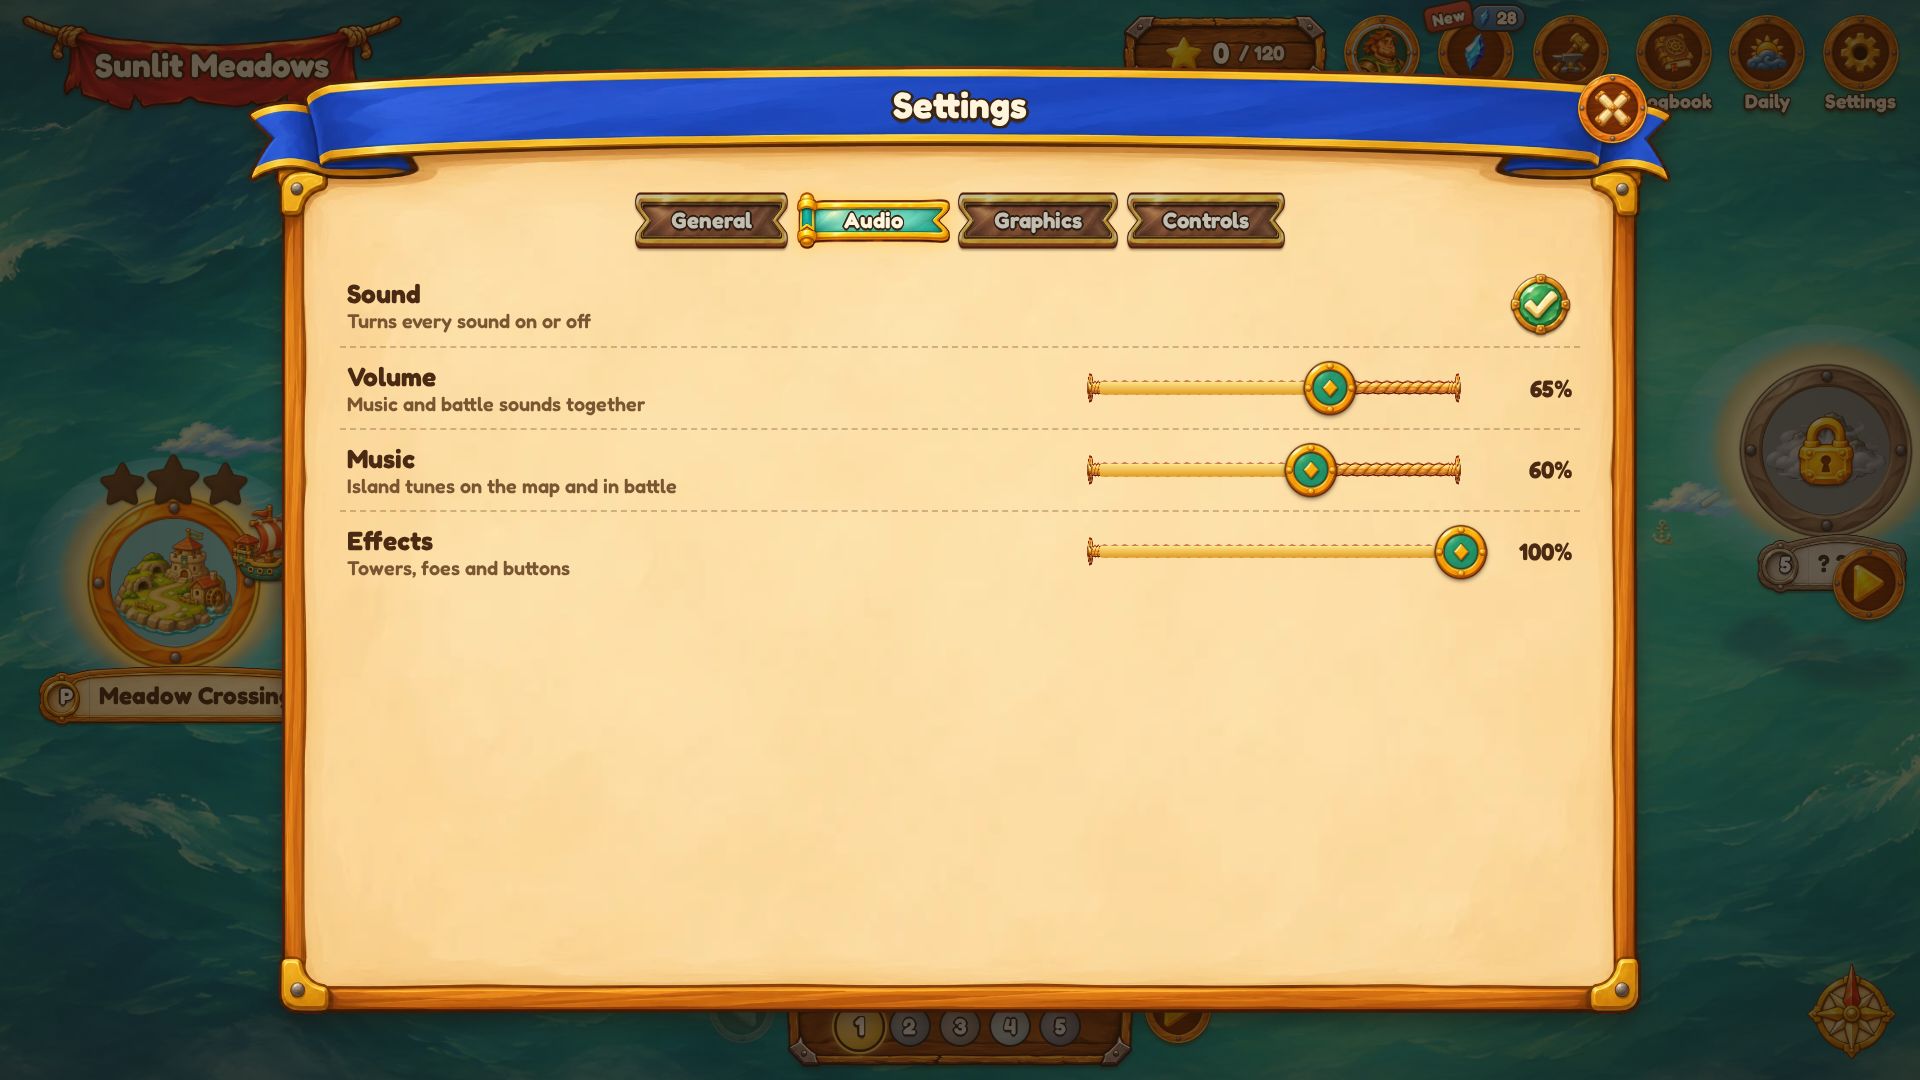 Sunlit Meadows
0 / 120
New
28
Daily
Settings
Settings
General
Audio
Graphics
Controls
Sound
Turns every sound on or off
Volume
Music and battle sounds together
65%
Music
Island tunes on the map and in battle
60%
Effects
Towers, foes and buttons
100%
P
Meadow Crossing
5
1 2 3 4 5